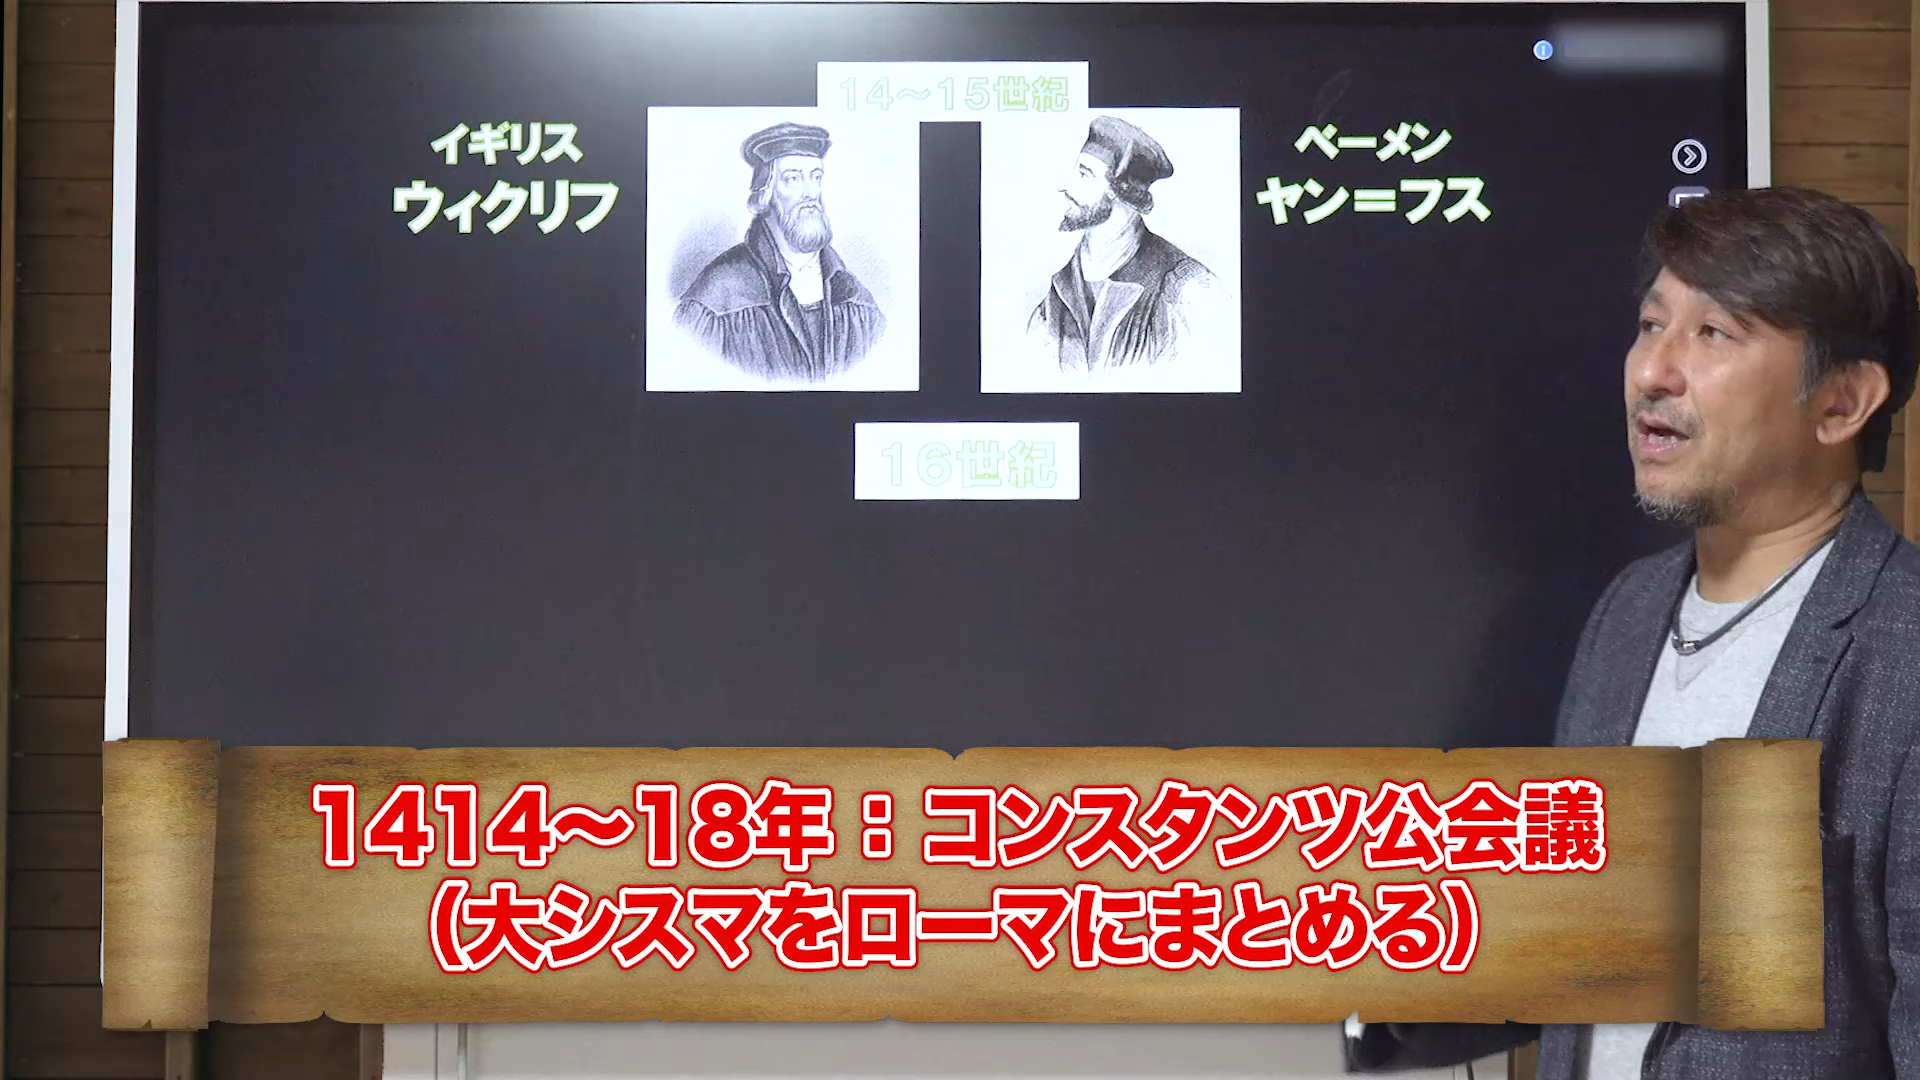 14〜15世紀
イギリス
ウィクリフ
ベーメン
ヤン=フス
16世紀
1414〜18年：コンスタンツ公会議
(大シスマをローマにまとめる)